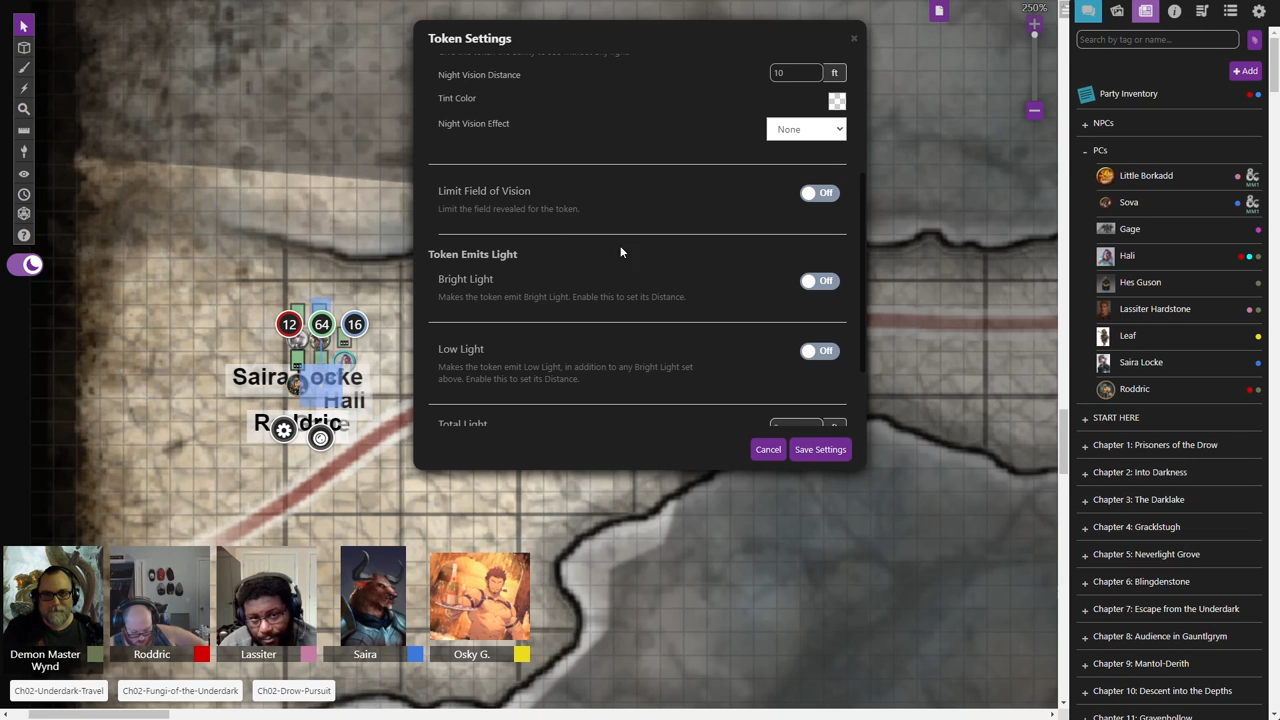 250%
Token Settings
Night Vision Distance
10
ft
Tint Color
Night Vision Effect
None
Limit Field of Vision
Off
Limit the field revealed for the token.
Token Emits Light
Bright Light
Off
Makes the token emit Bright Light. Enable this to set its Distance.
Low Light
Off
Makes the token emit Low Light, in addition to any Bright Light set
above. Enable this to set its Distance.
Total Light
Cancel
Save Settings
12
64
16
Saira Locke
Hali
Roddric
Demon Master
Wynd
Roddric
Lassiter
Saira
Osky G.
Ch02-Underdark-Travel
Ch02-Fungi-of-the-Underdark
Ch02-Drow-Pursuit
Search by tag or name...
+ Add
Party Inventory
+ NPCs
- PCs
Little Borkadd
&
MM1
Sova
&
MM1
Gage
Hali
Hes Guson
Lassiter Hardstone
Leaf
Saira Locke
Roddric
+ START HERE
+ Chapter 1: Prisoners of the Drow
+ Chapter 2: Into Darkness
+ Chapter 3: The Darklake
+ Chapter 4: Gracklstugh
+ Chapter 5: Neverlight Grove
+ Chapter 6: Blingdenstone
+ Chapter 7: Escape from the Underdark
+ Chapter 8: Audience in Gauntlgrym
+ Chapter 9: Mantol-Derith
+ Chapter 10: Descent into the Depths
+ Chapter 11: Gravenhollow